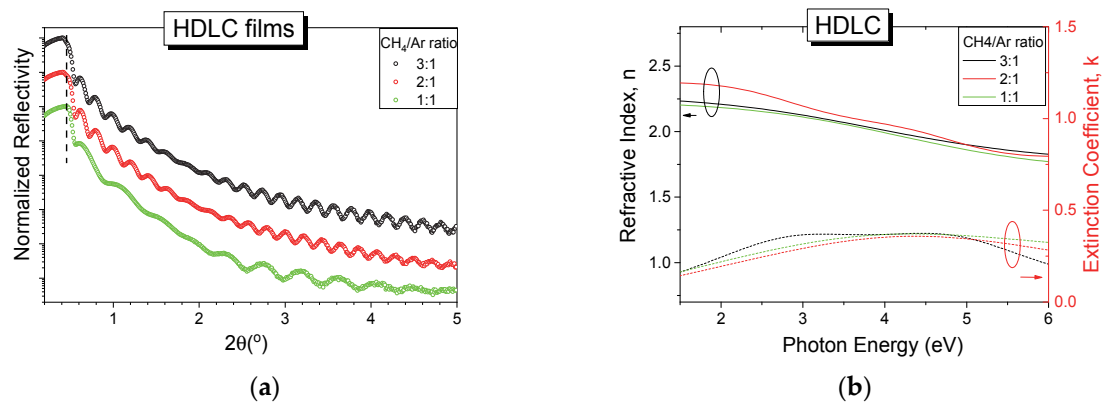 HDLC films
CH₄/Ar ratio
3:1
2:1
1:1
Normalized Reflectivity
1 2 3 4 5
2θ(º)
(a)
HDLC
CH4/Ar ratio
3:1
2:1
1:1
Refractive Index, n
2.5
2.0
1.5
1.0
Extinction Coefficient, k
1.5
1.0
0.5
0.0
2 3 4 5 6
Photon Energy (eV)
(b)